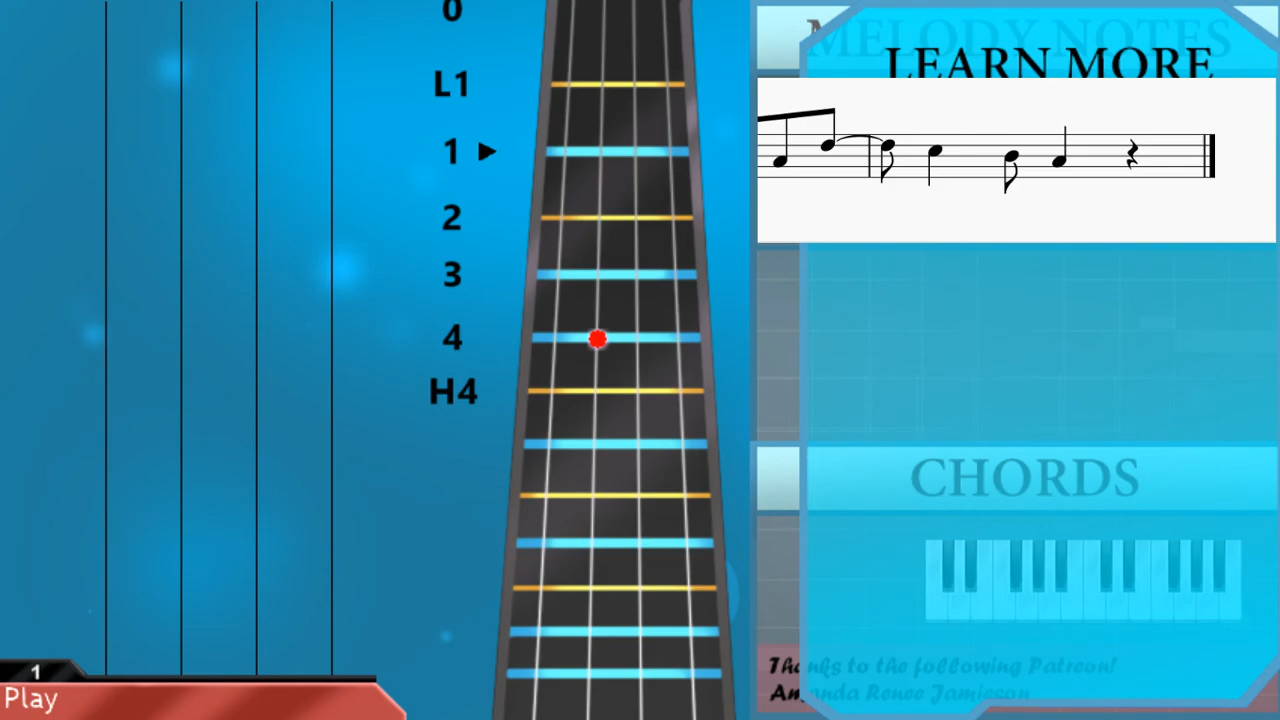 0
L1
1
2
3
4
H4
MELODY NOTES
LEARN MORE
CHORDS
Thanks to the following Patreon!
Amanda Renee Jamieson
1
Play